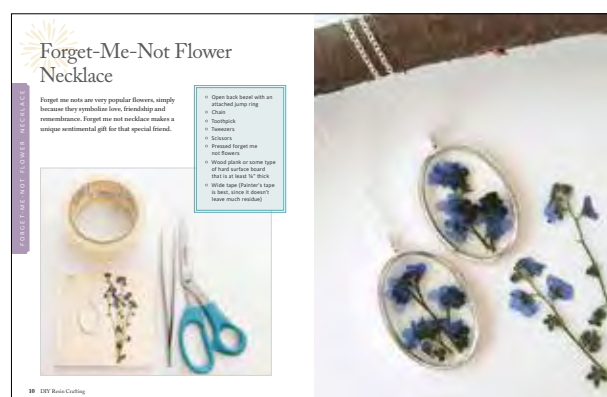 Forget-Me-Not Flower
Necklace
Forget me nots are very popular flowers, simply
because they symbolize love, friendship and
remembrance. Forget me not necklace makes a
unique sentimental gift for that special friend.
Open back bezel with an
attached jump ring
Chain
Toothpick
Tweezers
Scissors
Pressed forget me
not flowers
Wood plank or some type
of hard surface board
that is at least ¼" thick
Wide tape (Painter's tape
is best, since it doesn't
leave much residue)
FORGET-ME-NOT FLOWER NECKLACE
10 DIY Resin Crafting